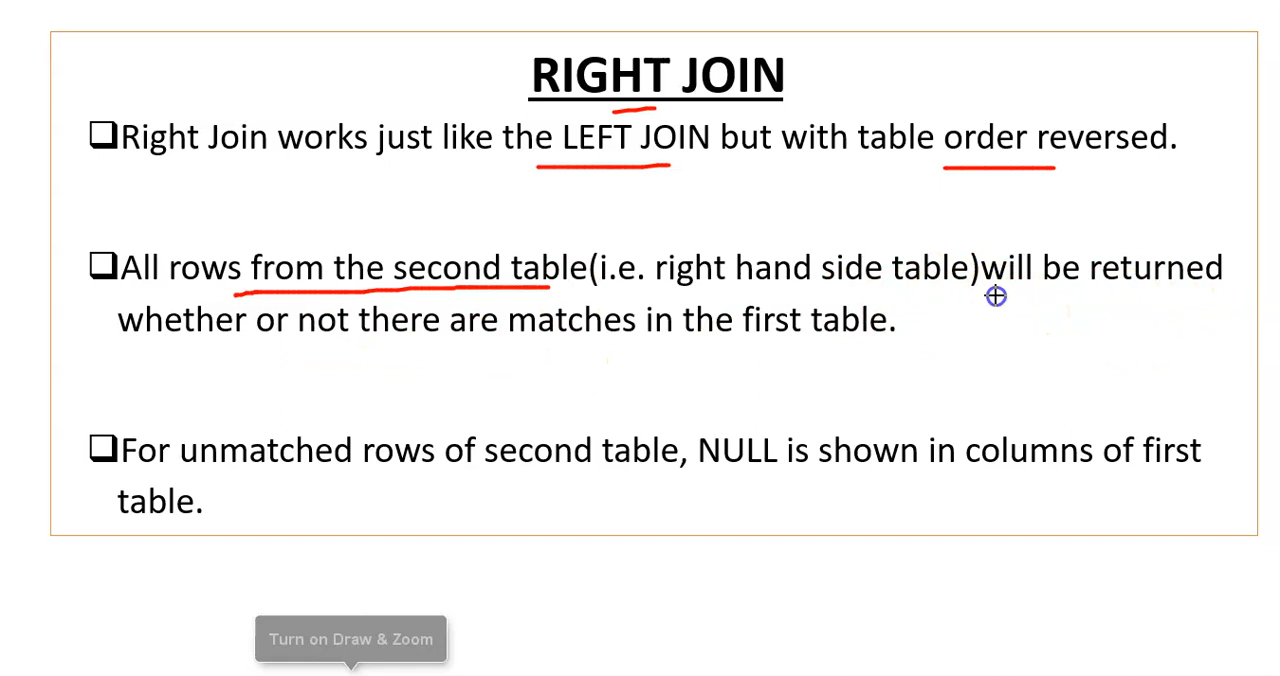 RIGHT JOIN
Right Join works just like the LEFT JOIN but with table order reversed.
All rows from the second table(i.e. right hand side table)will be returned
whether or not there are matches in the first table.
For unmatched rows of second table, NULL is shown in columns of first
table.
Turn on Draw & Zoom